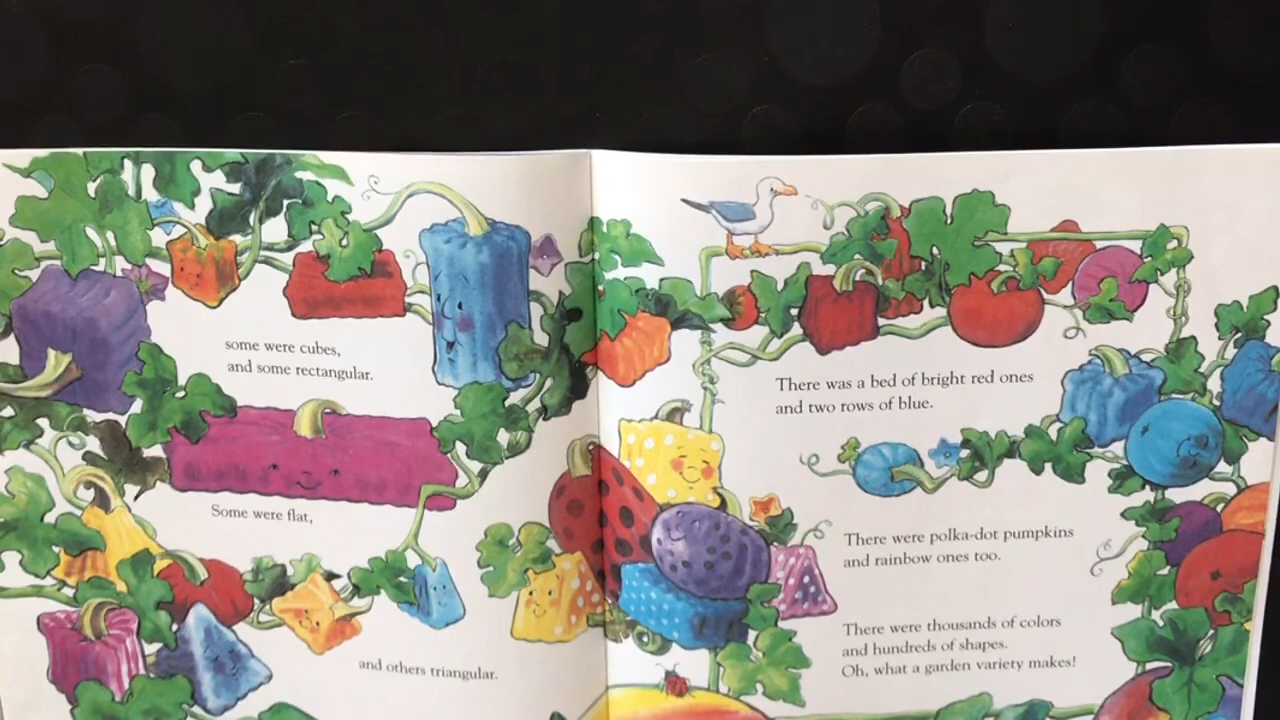 some were cubes,
and some rectangular.
Some were flat,
and others triangular.
There was a bed of bright red ones
and two rows of blue.
There were polka-dot pumpkins
and rainbow ones too.
There were thousands of colors
and hundreds of shapes.
Oh, what a garden variety makes!